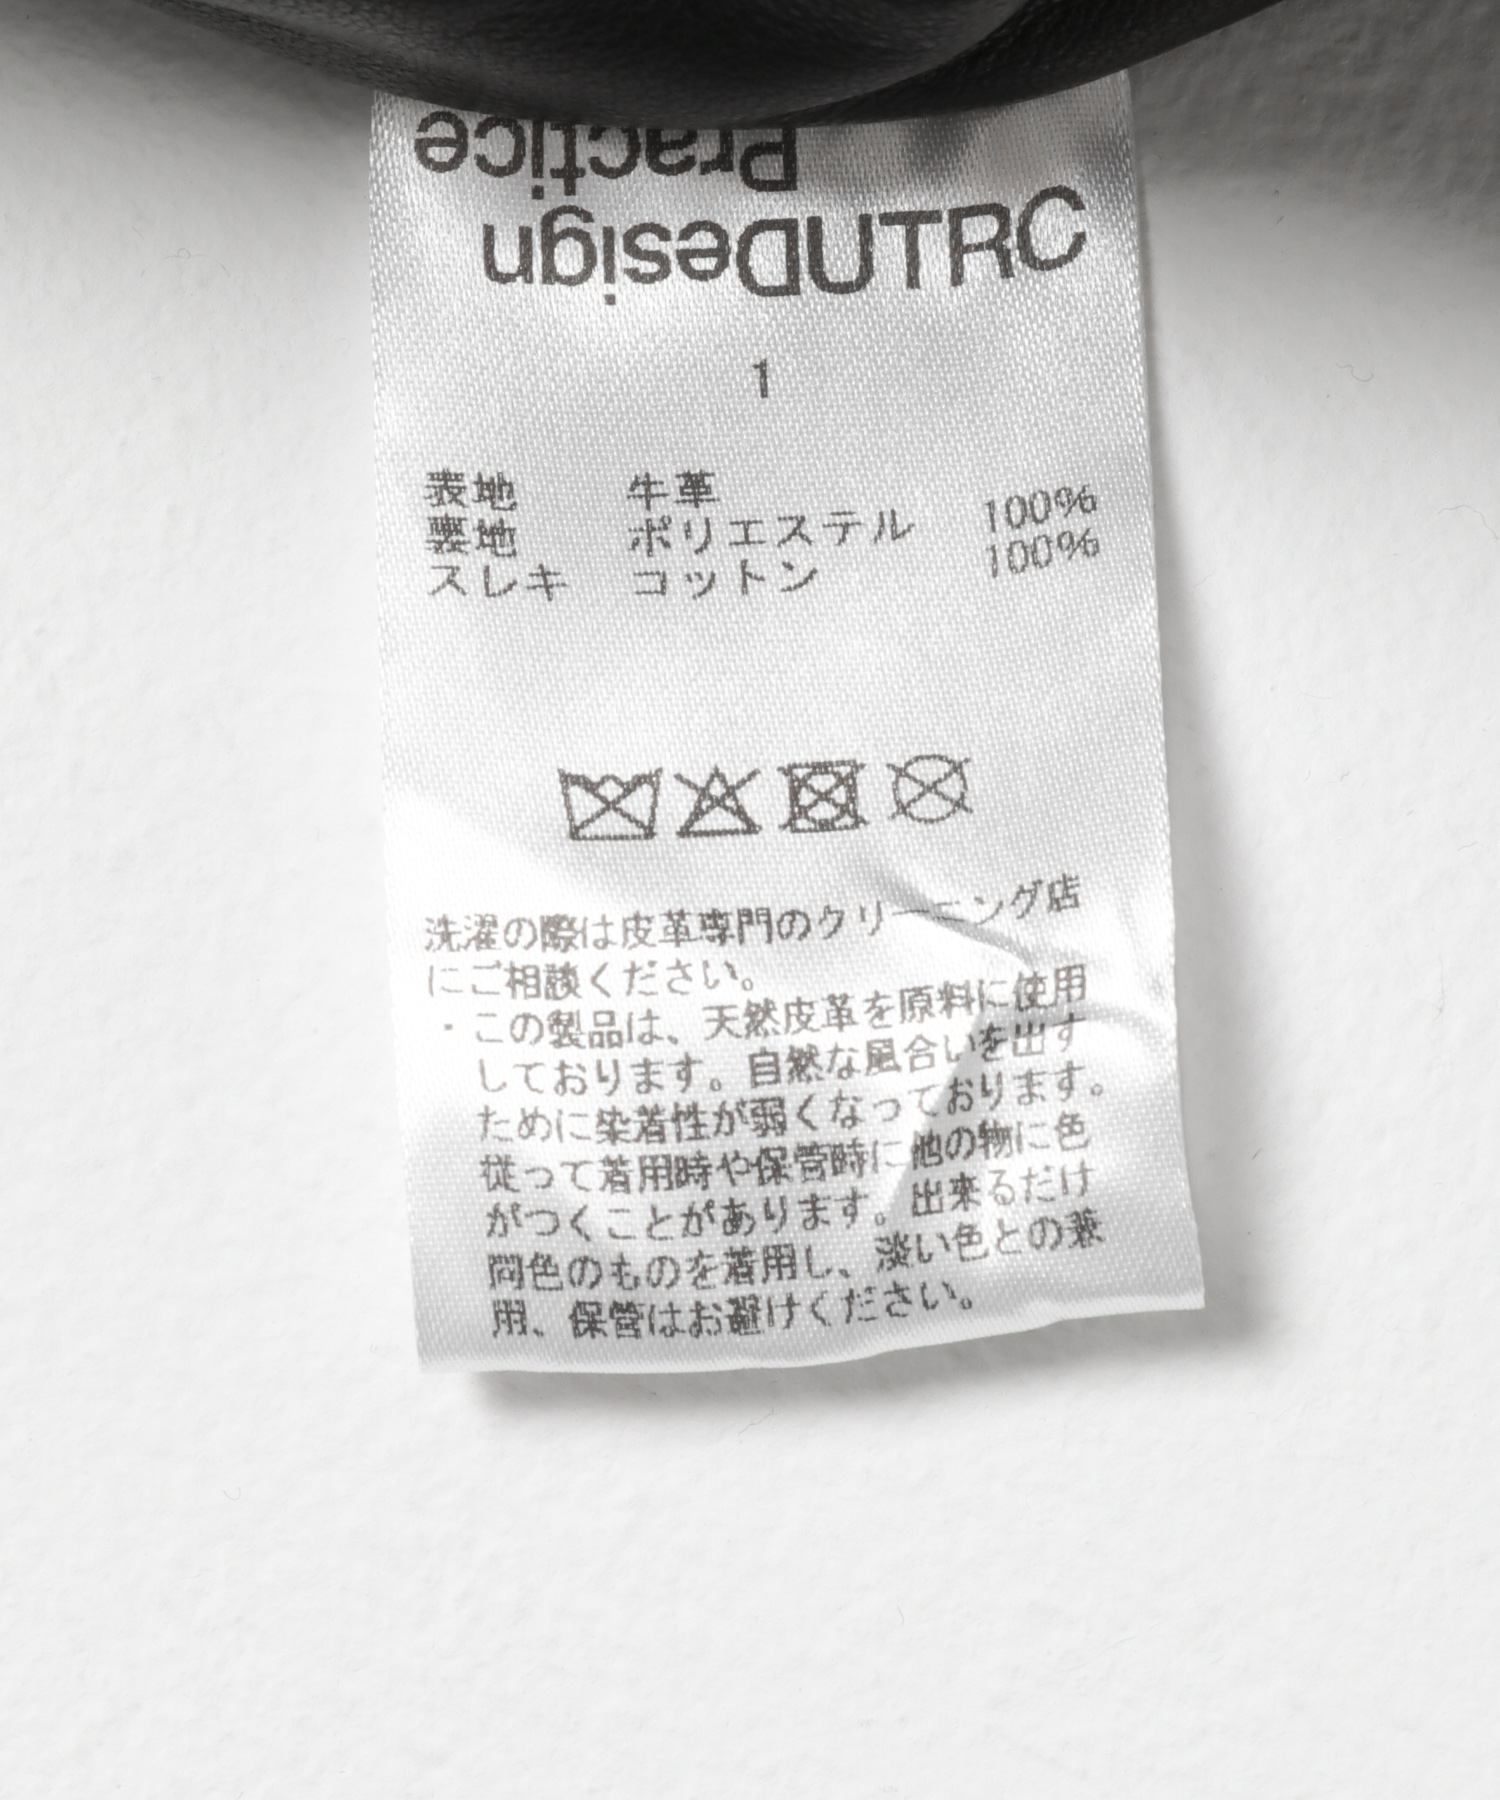 Practice
DUTRC
Design
1
表地 牛革 100%
裏地 ポリエステル 100%
スレキ コットン
洗濯の際は皮革専門のクリーニング店
にご相談ください。
・この製品は、天然皮革を原料に使用
しております。自然な風合いを出す
ために染着性が弱くなっております。
従って着用時や保管時に他の物に色
がつくことがあります。出来るだけ
同色のものを着用し、淡い色との兼
用、保管はお避けください。